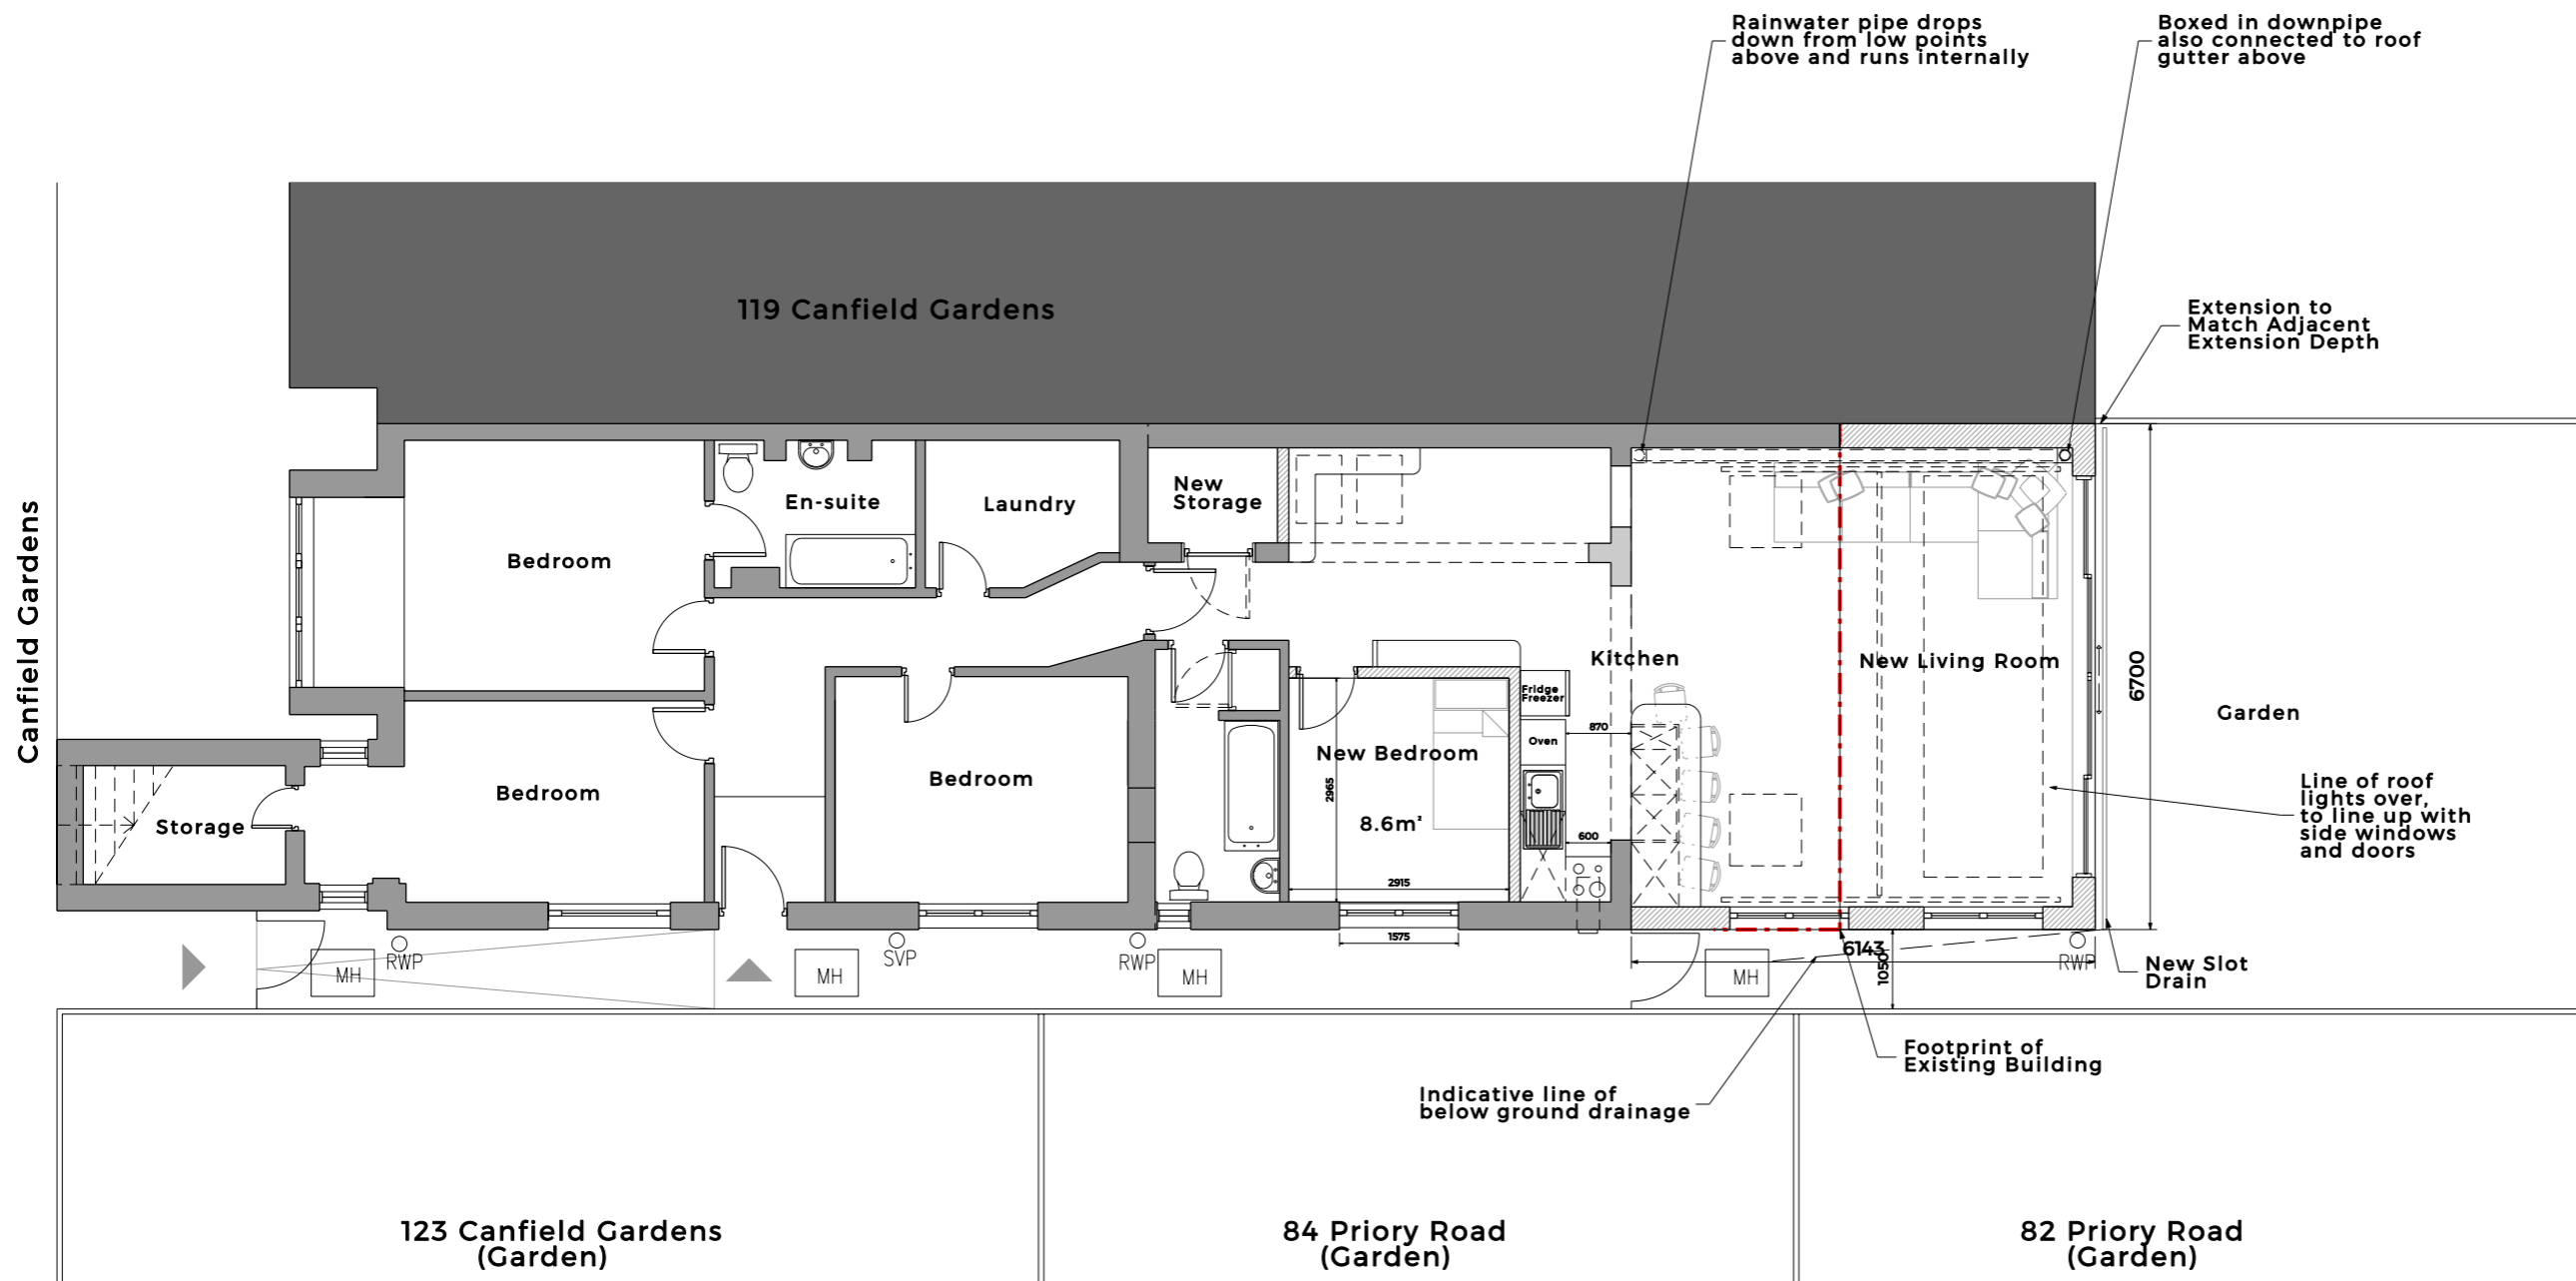 Rainwater pipe drops
down from low points
above and runs internally
Boxed in downpipe
also connected to roof
gutter above
119 Canfield Gardens
Extension to
Match Adjacent
Extension Depth
Canfield Gardens
Bedroom
En-suite
Laundry
New
Storage
Kitchen
New Living Room
6700
Garden
Fridge
Freezer
870
Oven
New Bedroom
2965
8.6m²
600
2915
1575
Bedroom
Bedroom
Storage
Line of roof
lights over,
to line up with
side windows
and doors
MH
RWP
MH
SVP
RWP
MH
MH
6143
1050
RWP
New Slot
Drain
Footprint of
Existing Building
Indicative line of
below ground drainage
123 Canfield Gardens
(Garden)
84 Priory Road
(Garden)
82 Priory Road
(Garden)